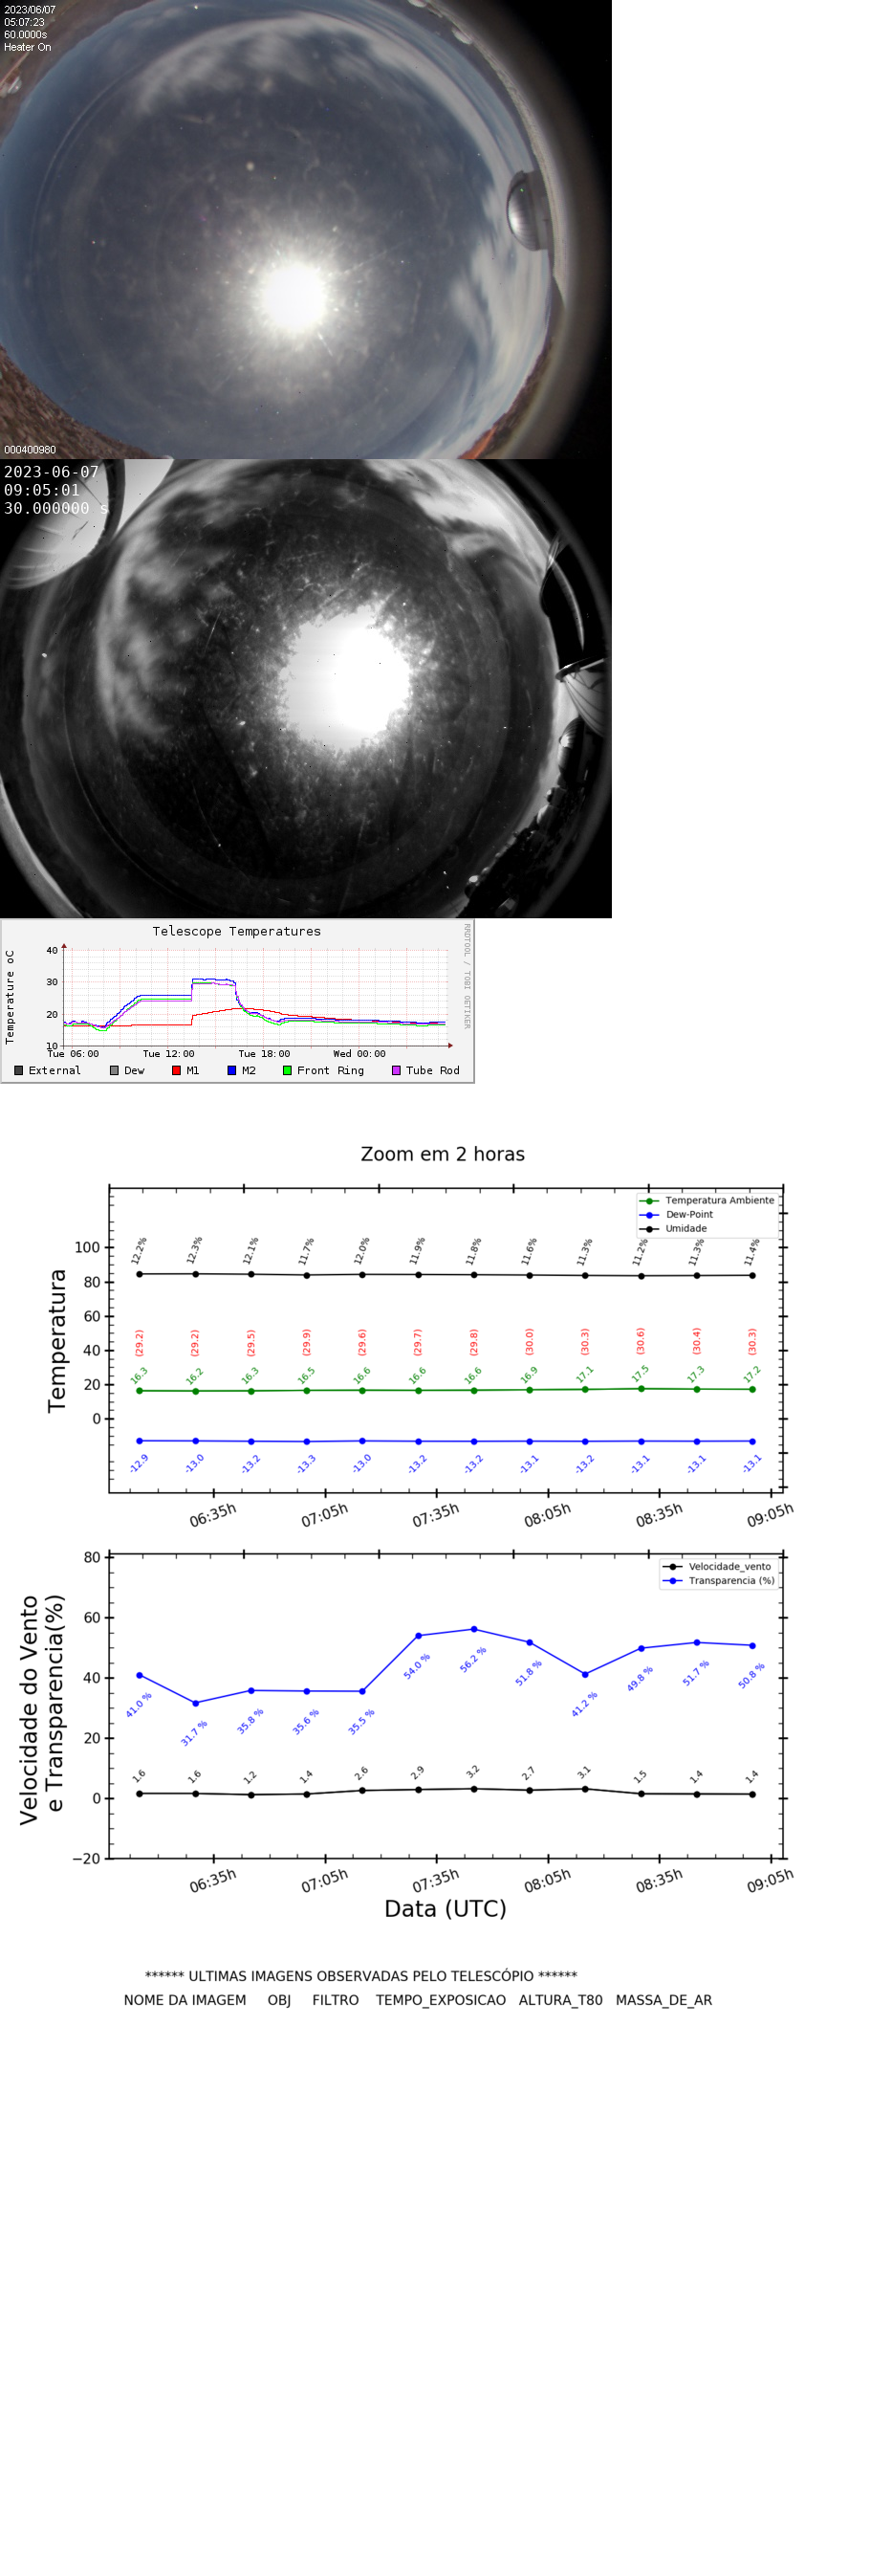 2023/06/07
05:07:23
60.0000s
Heater On
000400980
2023-06-07
09:05:01
30.000000 s
Telescope Temperatures
RRDTOOL / TOBI OETIKER
Temperature oC
40
30
20
10
Tue 06:00 Tue 12:00 Tue 18:00 Wed 00:00
External Dew M1 M2 Front Ring Tube Rod
Zoom em 2 horas
Temperatura Ambiente
Dew-Point
Umidade
Temperatura
100
80
60
40
20
0
12.2% 12.3% 12.1% 11.7% 12.0% 11.9% 11.8% 11.6% 11.3% 11.2% 11.3% 11.4%
(29.2) (29.2) (29.5) (29.9) (29.6) (29.7) (29.8) (30.0) (30.3) (30.6) (30.4) (30.3)
16.3 16.2 16.3 16.5 16.6 16.6 16.6 16.9 17.1 17.5 17.3 17.2
-12.9 -13.0 -13.2 -13.3 -13.0 -13.2 -13.2 -13.1 -13.2 -13.1 -13.1 -13.1
06:35h 07:05h 07:35h 08:05h 08:35h 09:05h
Velocidade_vento
Transparencia (%)
Velocidade do Vento
e Transparencia(%)
80
60
40
20
0
−20
41.0 % 31.7 % 35.8 % 35.6 % 35.5 % 54.0 % 56.2 % 51.8 % 41.2 % 49.8 % 51.7 % 50.8 %
1.6 1.6 1.2 1.4 2.6 2.9 3.2 2.7 3.1 1.5 1.4 1.4
06:35h 07:05h 07:35h 08:05h 08:35h 09:05h
Data (UTC)
****** ULTIMAS IMAGENS OBSERVADAS PELO TELESCÓPIO ******
NOME DA IMAGEM OBJ FILTRO TEMPO_EXPOSICAO ALTURA_T80 MASSA_DE_AR